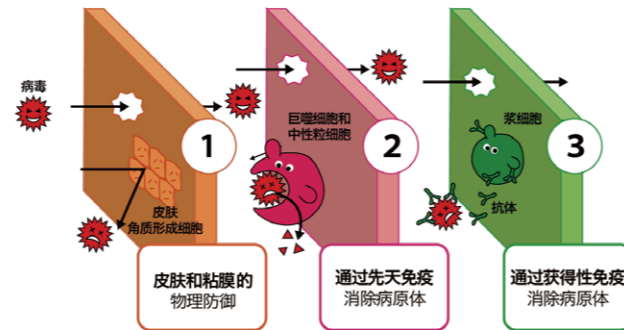 病毒
1
皮肤
角质形成细胞
皮肤和粘膜的
物理防御
巨噬细胞和
中性粒细胞
2
通过先天免疫
消除病原体
浆细胞
3
抗体
通过获得性免疫
消除病原体